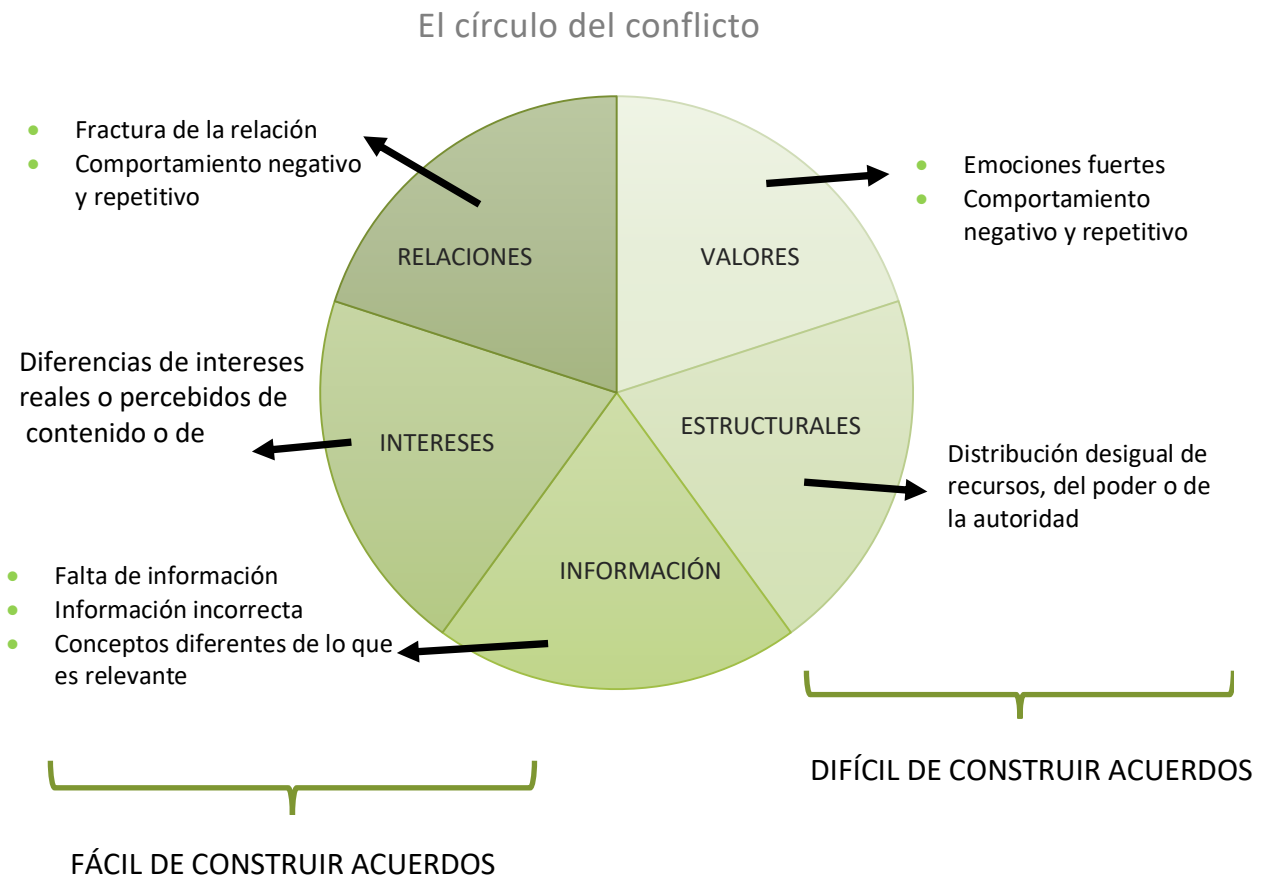 El círculo del conflicto
• Fractura de la relación
• Comportamiento negativo
y repetitivo
• Emociones fuertes
• Comportamiento
negativo y repetitivo
RELACIONES
VALORES
Diferencias de intereses
reales o percebidos de
contenido o de
INTERESES
ESTRUCTURALES
Distribución desigual de
recursos, del poder o de
la autoridad
INFORMACIÓN
• Falta de información
• Información incorrecta
• Conceptos diferentes de lo que
es relevante
DIFÍCIL DE CONSTRUIR ACUERDOS
FÁCIL DE CONSTRUIR ACUERDOS